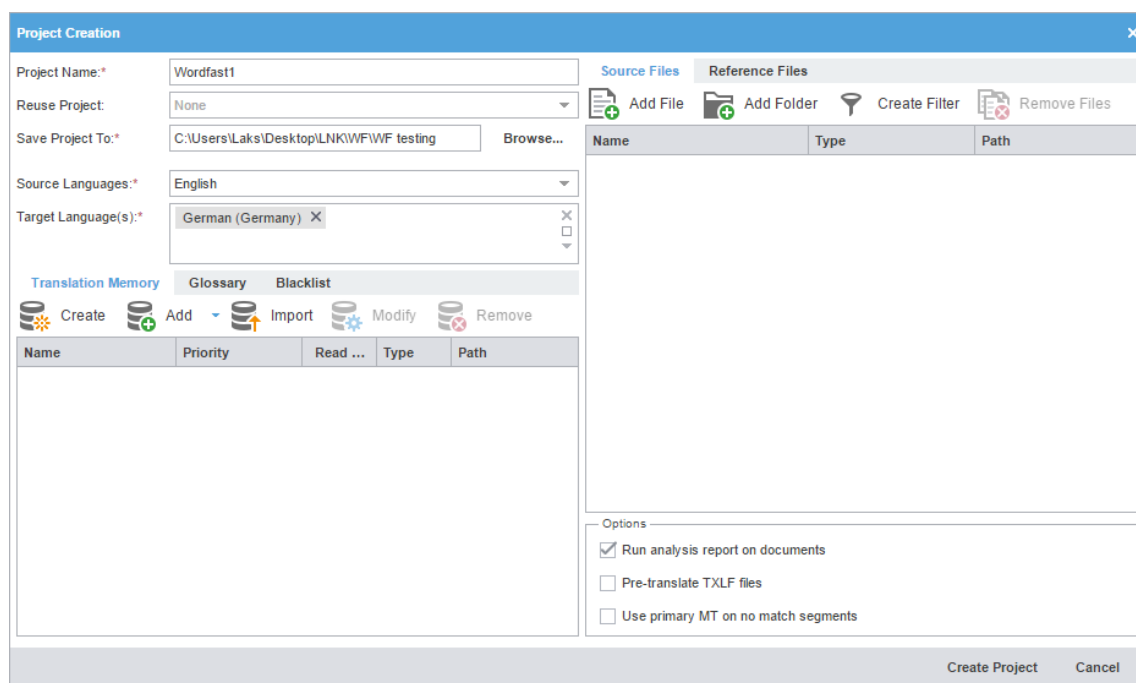 Project Creation
Project Name:* Wordfast1
Reuse Project: None
Save Project To:* C:\Users\Laks\Desktop\LNK\WF\WF testing Browse...
Source Languages:* English
Target Language(s):* German (Germany)
Translation Memory Glossary Blacklist
Create Add Import Modify Remove
Name Priority Read ... Type Path
Source Files Reference Files
Add File Add Folder Create Filter Remove Files
Name Type Path
Options
Run analysis report on documents
Pre-translate TXLF files
Use primary MT on no match segments
Create Project Cancel